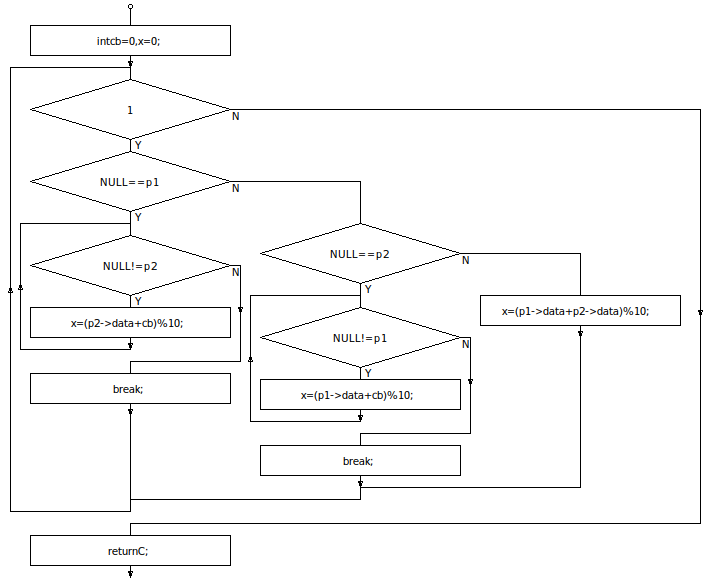 intcb=0,x=0;
1
N
Y
NULL==p1
N
Y
NULL==p2
N
Y
NULL!=p2
N
Y
x=(p2->data+cb)%10;
x=(p1->data+p2->data)%10;
NULL!=p1
N
Y
break;
x=(p1->data+cb)%10;
break;
returnC;